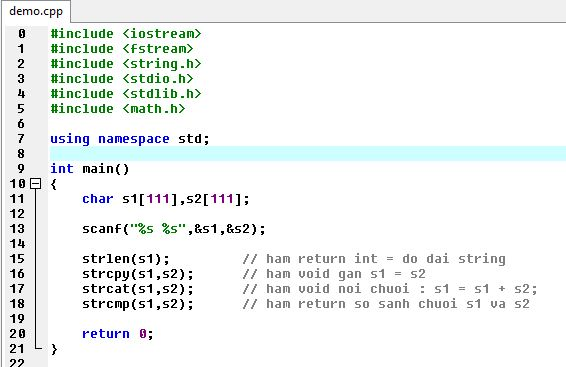 demo.cpp
0 #include <iostream>
1 #include <fstream>
2 #include <string.h>
3 #include <stdio.h>
4 #include <stdlib.h>
5 #include <math.h>
6
7 using namespace std;
8
9 int main()
10 {
11 char s1[111],s2[111];
12
13 scanf("%s %s",&s1,&s2);
14
15 strlen(s1); // ham return int = do dai string
16 strcpy(s1,s2); // ham void gan s1 = s2
17 strcat(s1,s2); // ham void noi chuoi : s1 = s1 + s2;
18 strcmp(s1,s2); // ham return so sanh chuoi s1 va s2
19
20 return 0;
21 }
22